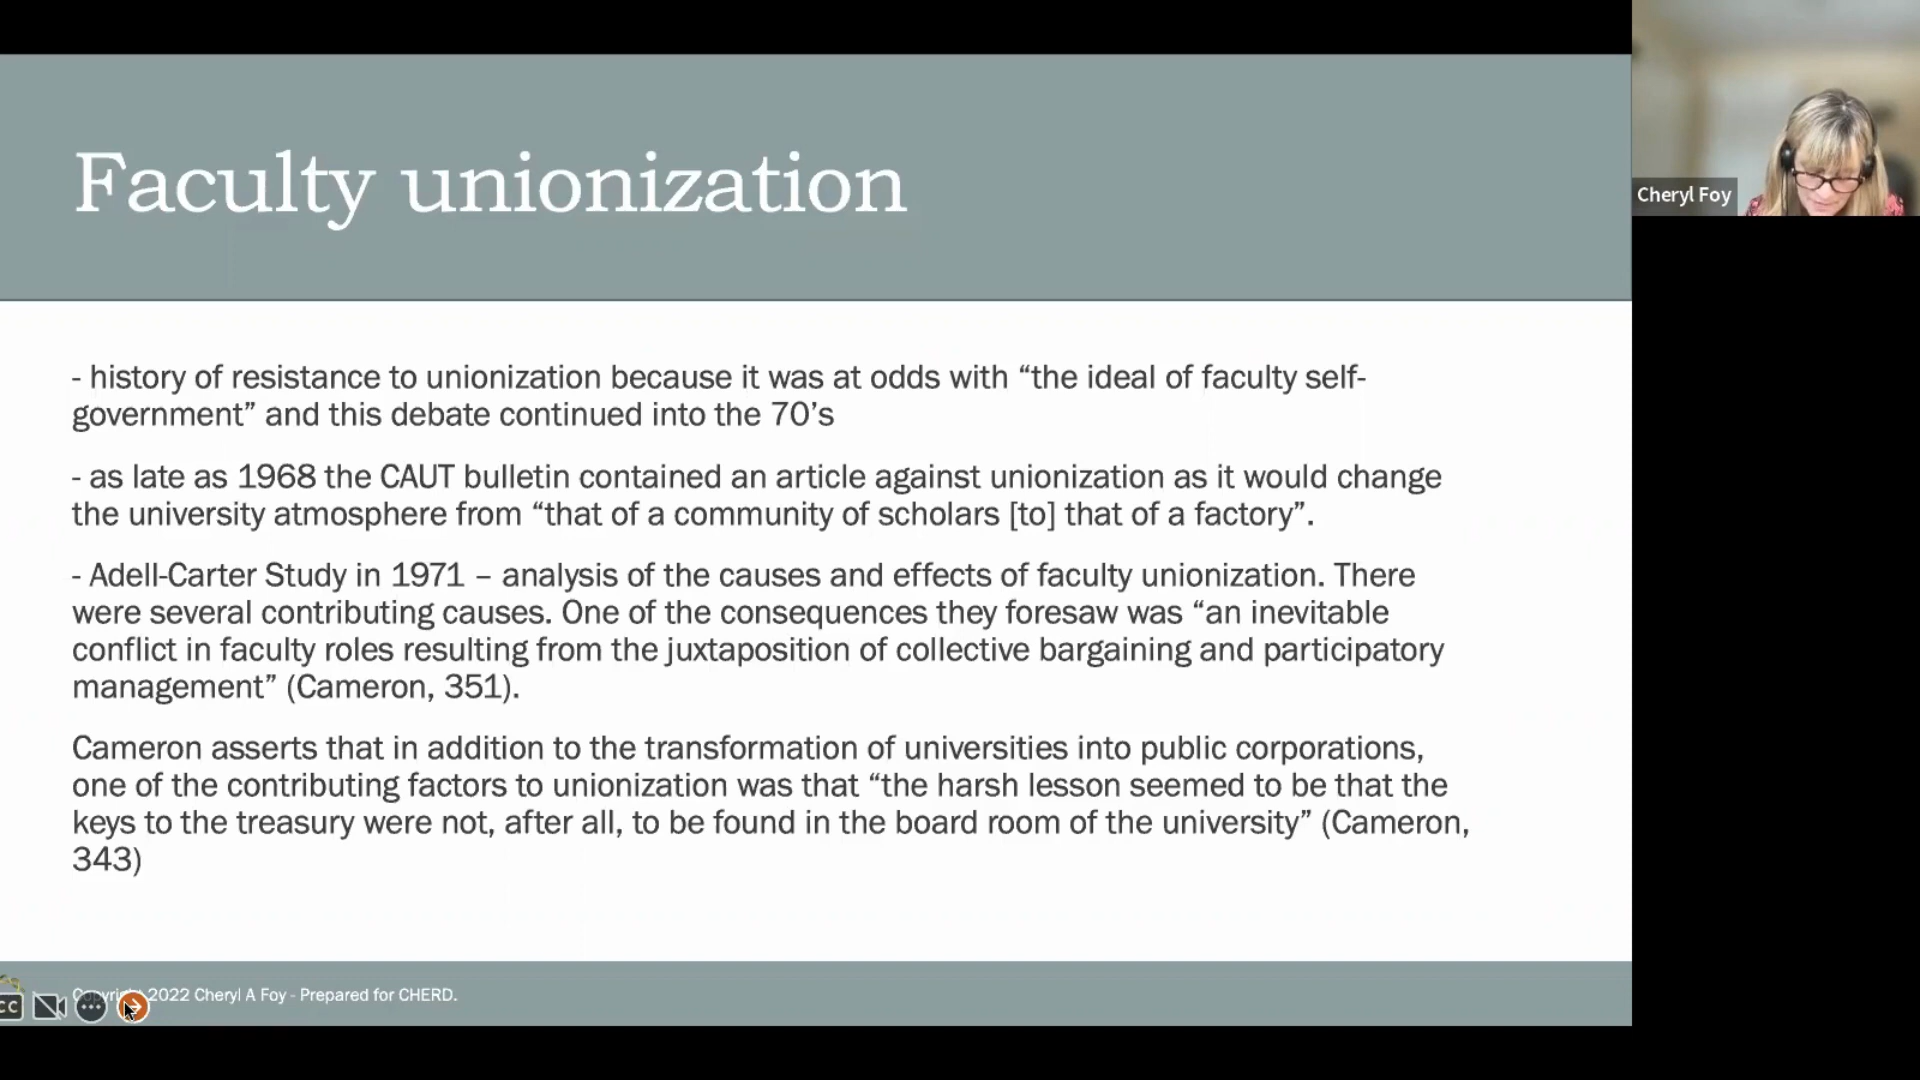 Faculty unionization
Cheryl Foy
- history of resistance to unionization because it was at odds with “the ideal of faculty self-
government” and this debate continued into the 70’s
- as late as 1968 the CAUT bulletin contained an article against unionization as it would change
the university atmosphere from “that of a community of scholars [to] that of a factory”.
- Adell-Carter Study in 1971 – analysis of the causes and effects of faculty unionization. There
were several contributing causes. One of the consequences they foresaw was “an inevitable
conflict in faculty roles resulting from the juxtaposition of collective bargaining and participatory
management” (Cameron, 351).
Cameron asserts that in addition to the transformation of universities into public corporations,
one of the contributing factors to unionization was that “the harsh lesson seemed to be that the
keys to the treasury were not, after all, to be found in the board room of the university” (Cameron,
343)
Copyright 2022 Cheryl A Foy - Prepared for CHERD.
CC